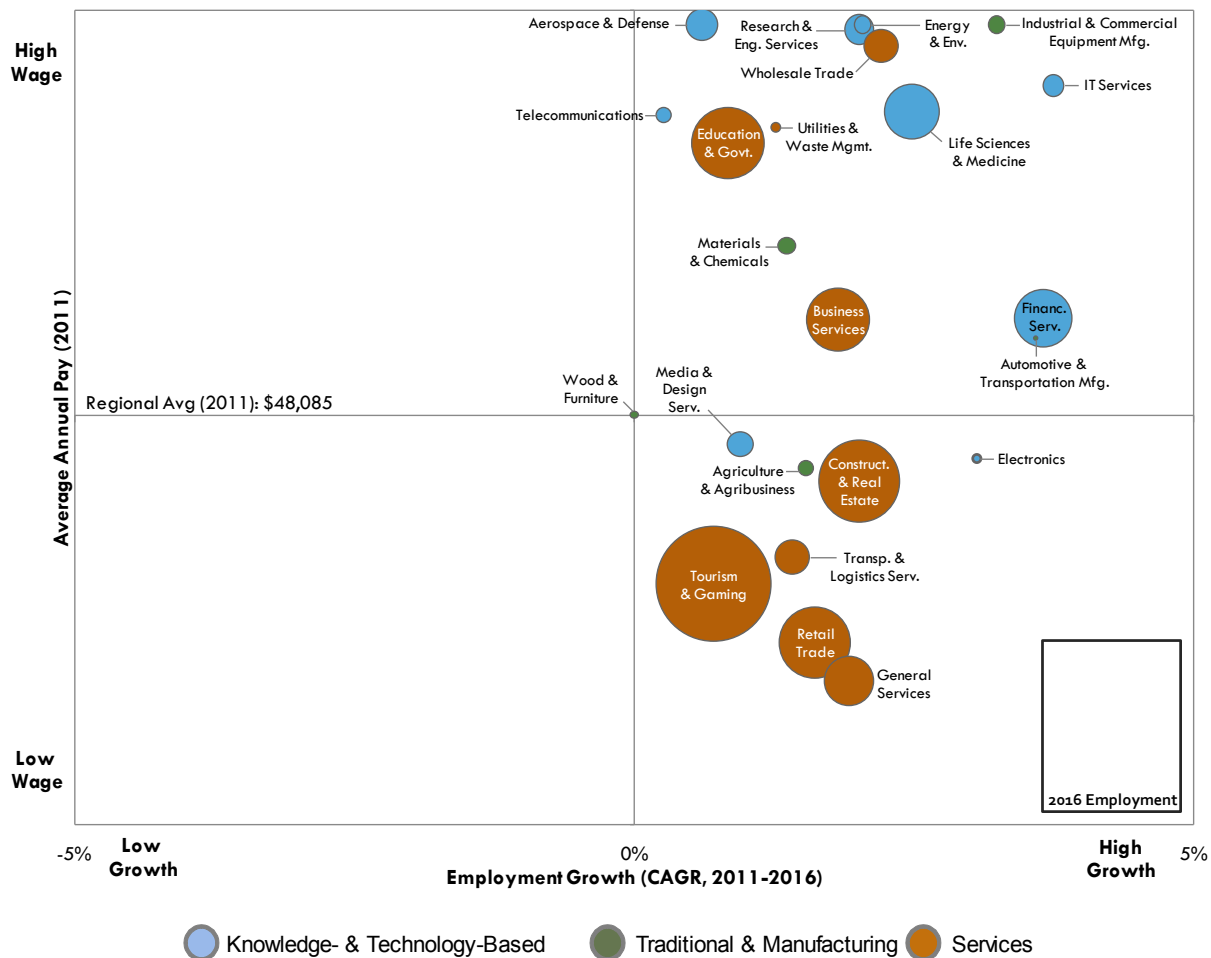 High
Wage
Aerospace & Defense
Research &
Eng. Services
Energy
& Env.
Industrial & Commercial
Equipment Mfg.
Wholesale Trade
IT Services
Telecommunications
Education
& Govt.
Utilities &
Waste Mgmt.
Life Sciences
& Medicine
Materials
& Chemicals
Business
Services
Financ.
Serv.
Automotive &
Transportation Mfg.
Wood &
Furniture
Media &
Design
Serv.
Average Annual Pay (2011)
Regional Avg (2011): $48,085
Agriculture
& Agribusiness
Construct.
& Real
Estate
Electronics
Tourism
& Gaming
Transp. &
Logistics Serv.
Retail
Trade
General
Services
Low
Wage
2016 Employment
-5%
Low
Growth
0%
High
Growth
5%
Employment Growth (CAGR, 2011-2016)
Knowledge- & Technology-Based
Traditional & Manufacturing
Services